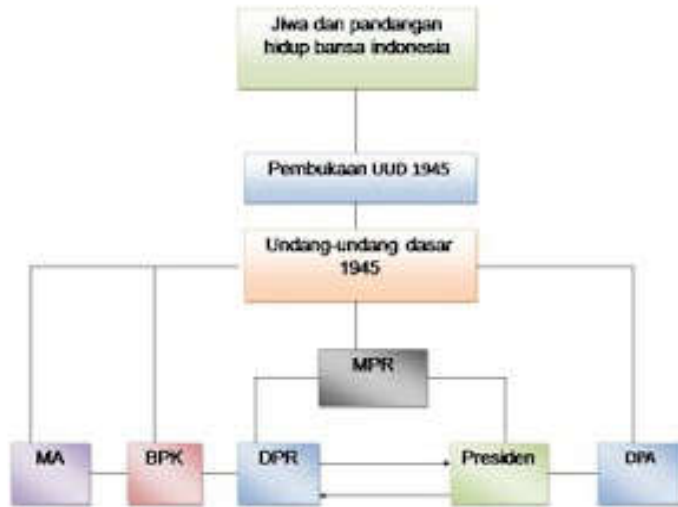 Jiwa dan pandangan
hidup bansa indonesia
Pembukaan UUD 1945
Undang-undang dasar
1945
MPR
MA
BPK
DPR
Presiden
DPA